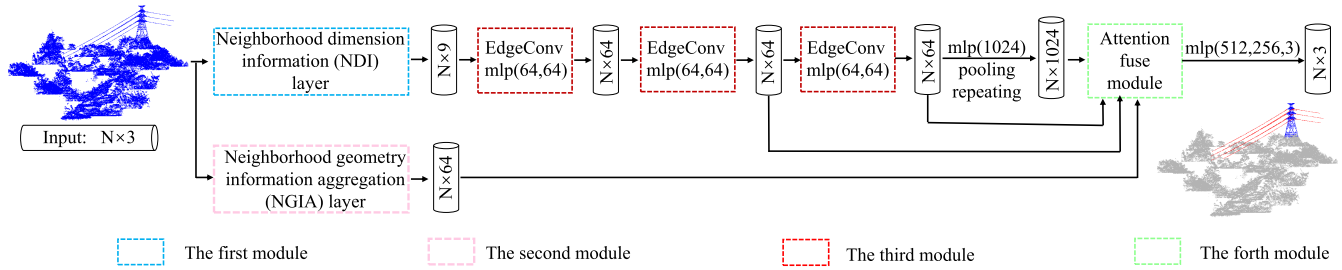 Neighborhood dimension
information (NDI)
layer
N×9
EdgeConv
mlp(64,64)
N×64
EdgeConv
mlp(64,64)
N×64
EdgeConv
mlp(64,64)
N×64
mlp(1024)
pooling
repeating
N×1024
Attention
fuse
module
mlp(512,256,3)
N×3
Input: N×3
Neighborhood geometry
information aggregation
(NGIA) layer
N×64
The first module
The second module
The third module
The forth module